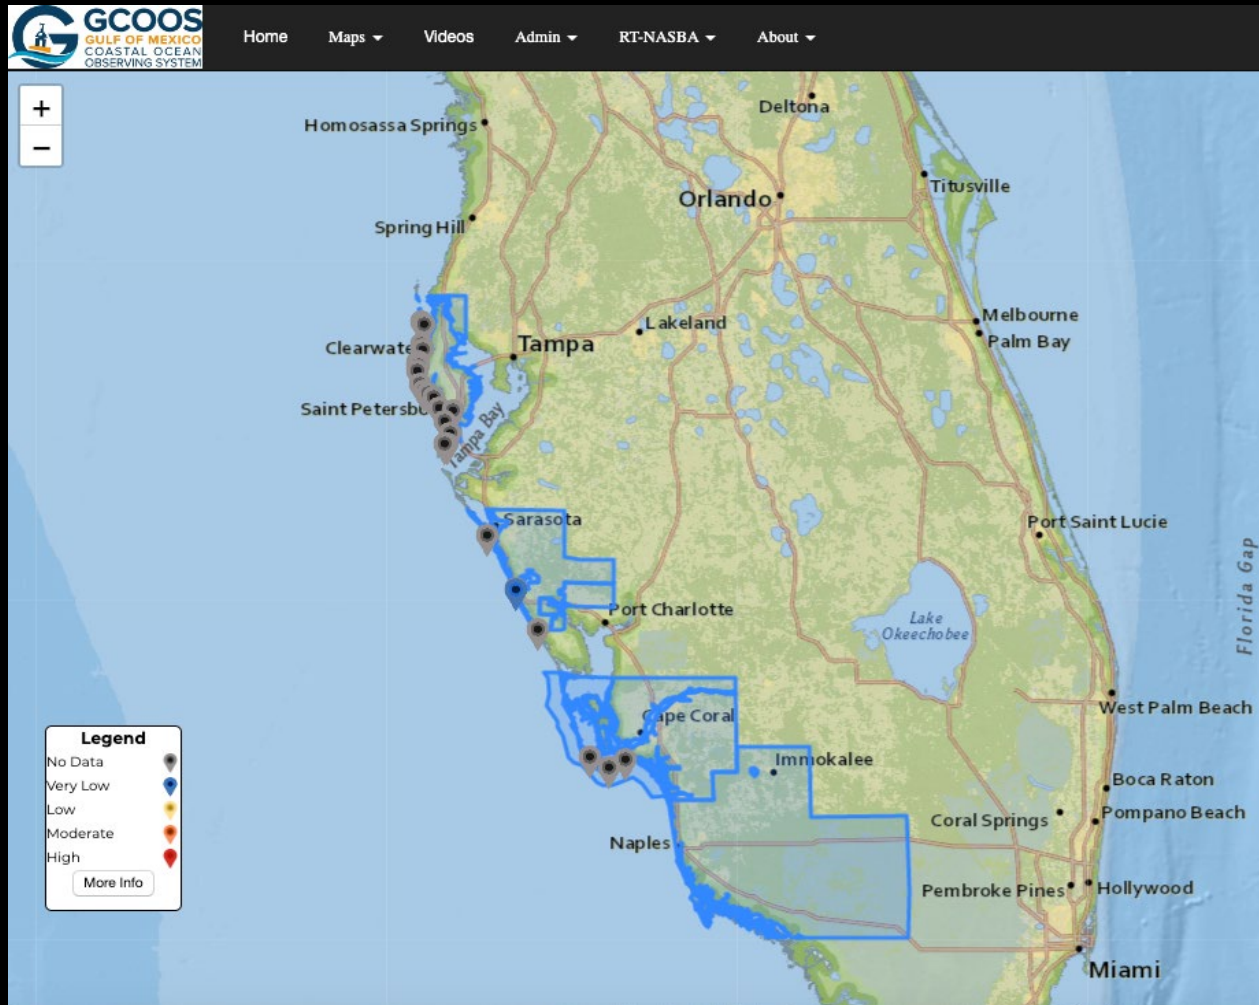 GCOOS
GULF OF MEXICO
COASTAL OCEAN
OBSERVING SYSTEM
Home
Maps
Videos
Admin
RT-NASBA
About
+
−
Deltona
Homosassa Springs
Titusville
Orlando
Spring Hill
Melbourne
Lakeland
Clearwate
Tampa
Palm Bay
Saint Petersbu
Tampa Bay
Sarasota
Port Saint Lucie
Florida Gap
Port Charlotte
Lake
Okeechobee
West Palm Beach
Cape Coral
Legend
No Data
Very Low
Low
Moderate
High
More Info
Immokalee
Boca Raton
Coral Springs
Pompano Beach
Naples
Pembroke Pines
Hollywood
Miami